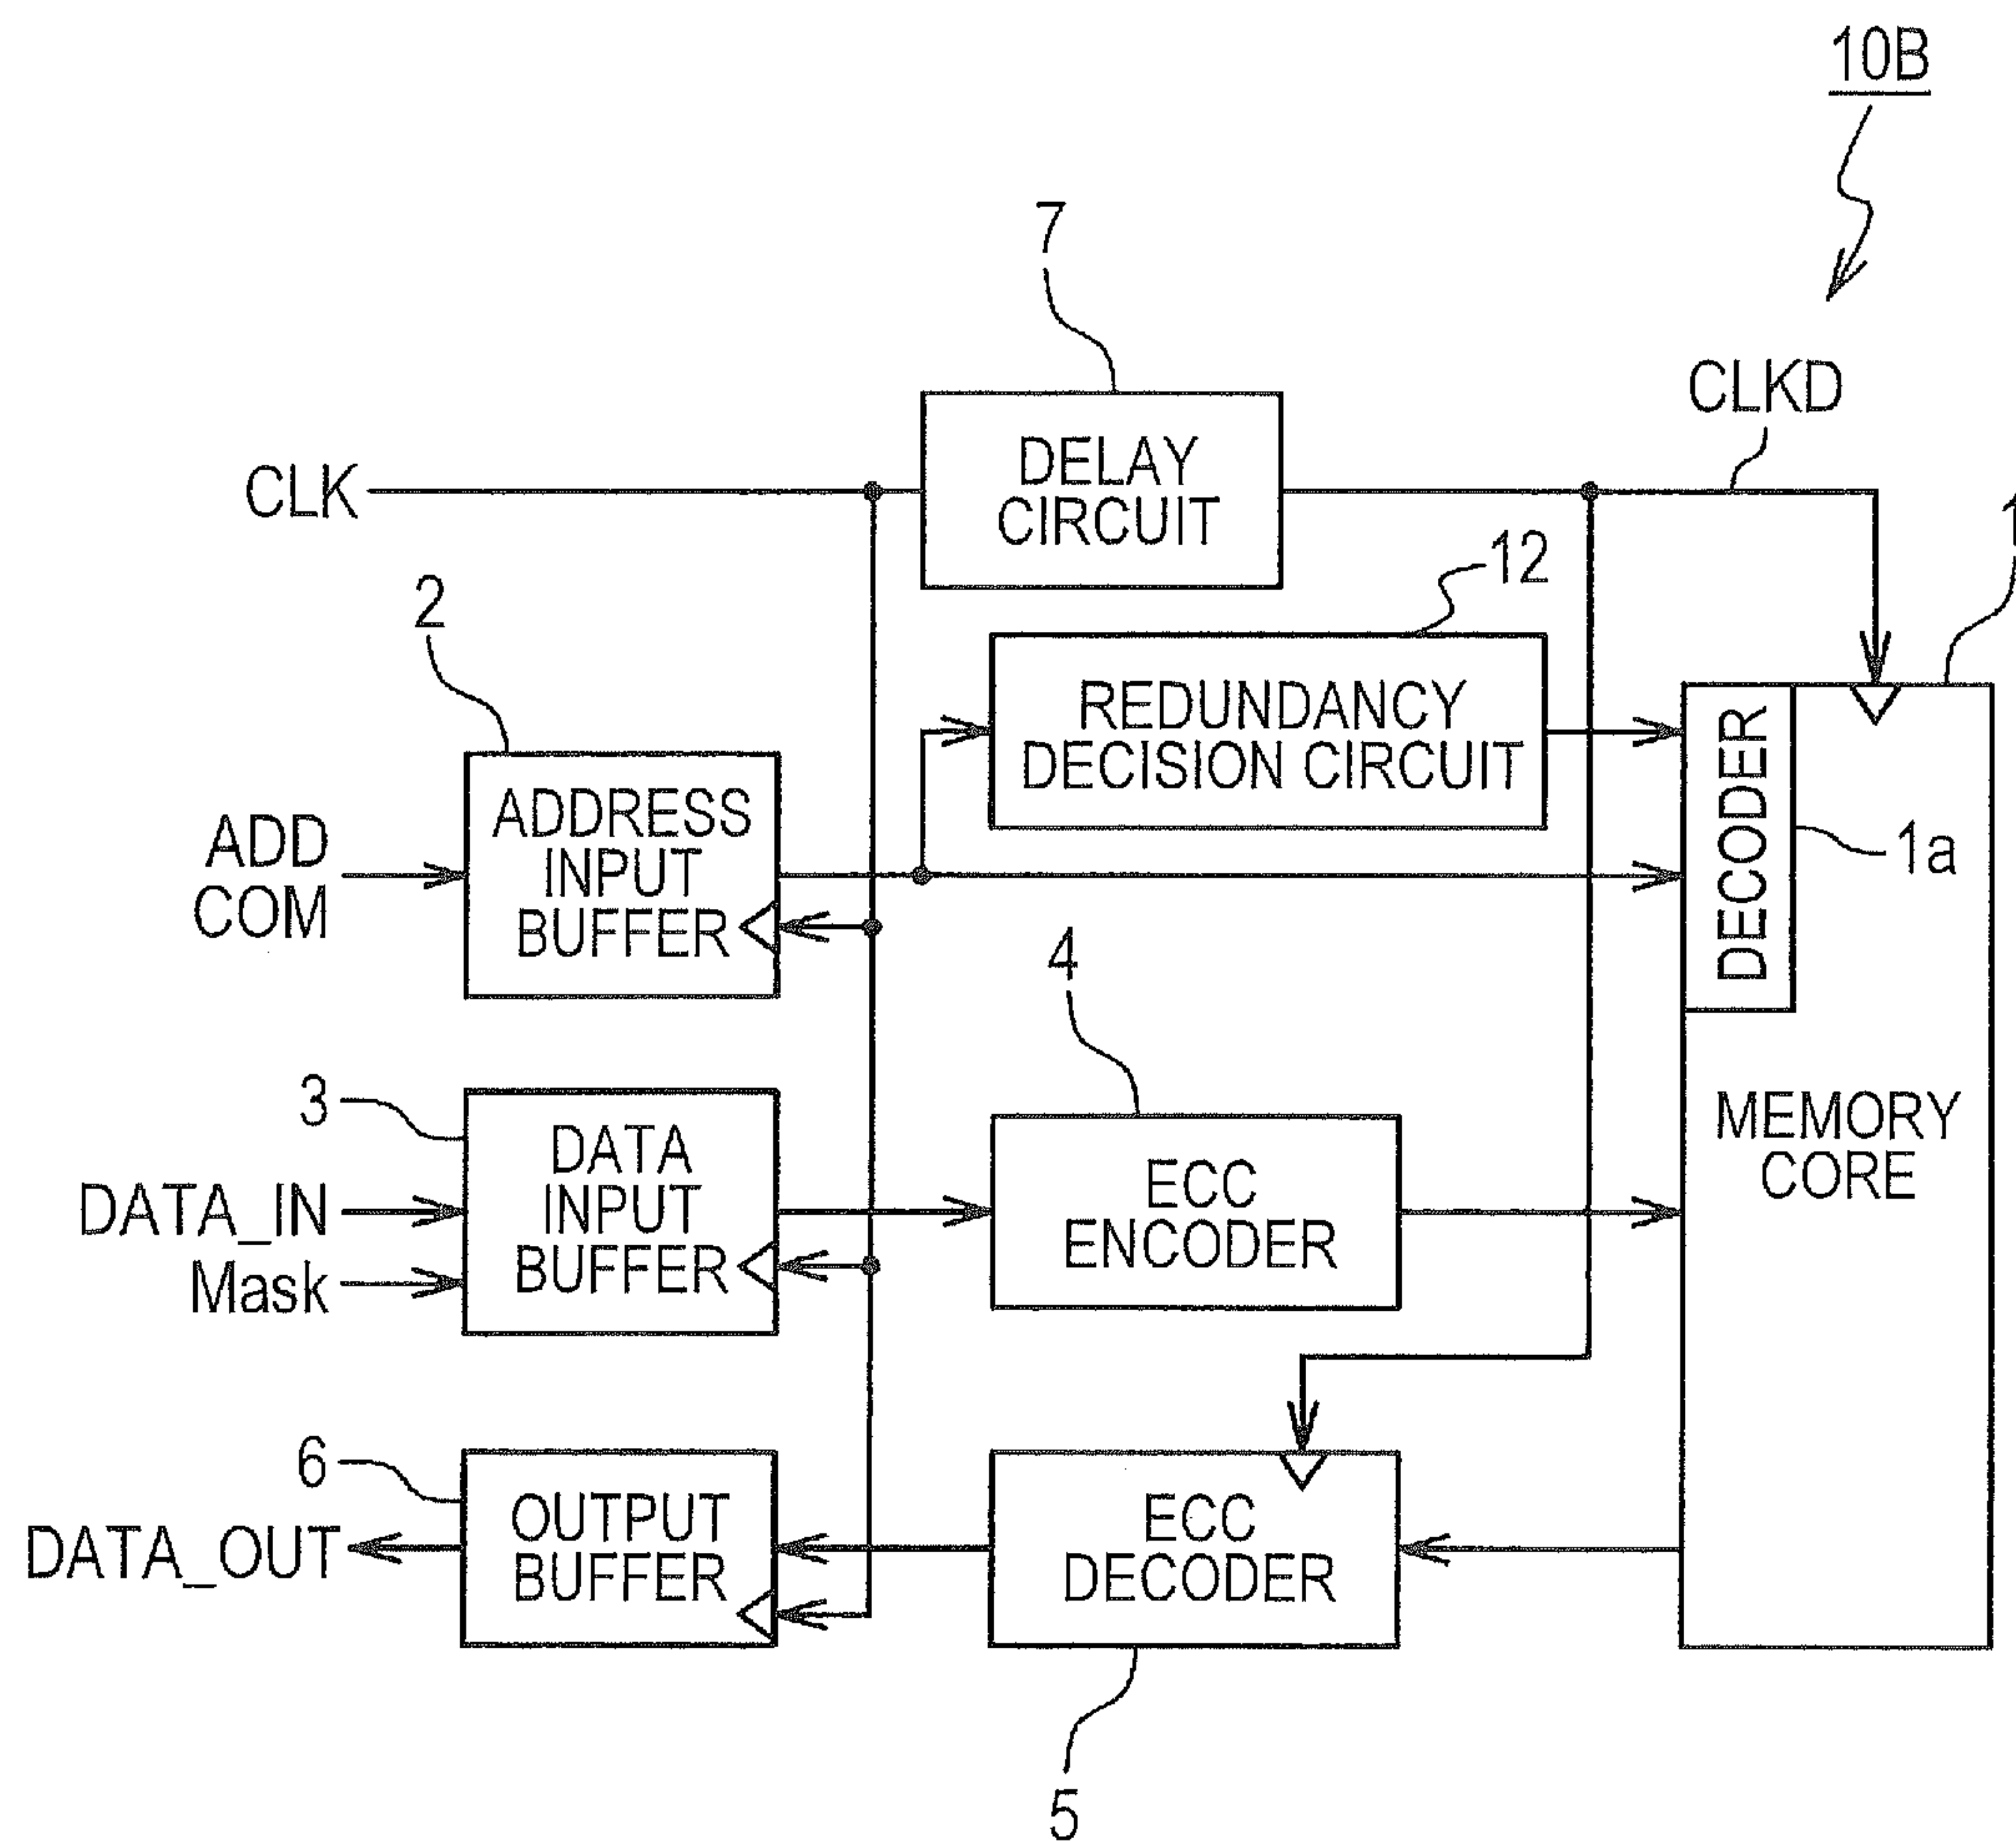 10B
7
CLKD
DELAY
CIRCUIT
CLK
1
12
2
REDUNDANCY
DECISION CIRCUIT
DECODER
ADDRESS
INPUT
BUFFER
ADD
COM
1a
4
3
DATA
INPUT
BUFFER
MEMORY
CORE
ECC
ENCODER
DATA_IN
Mask
6
OUTPUT
BUFFER
ECC
DECODER
DATA_OUT
5